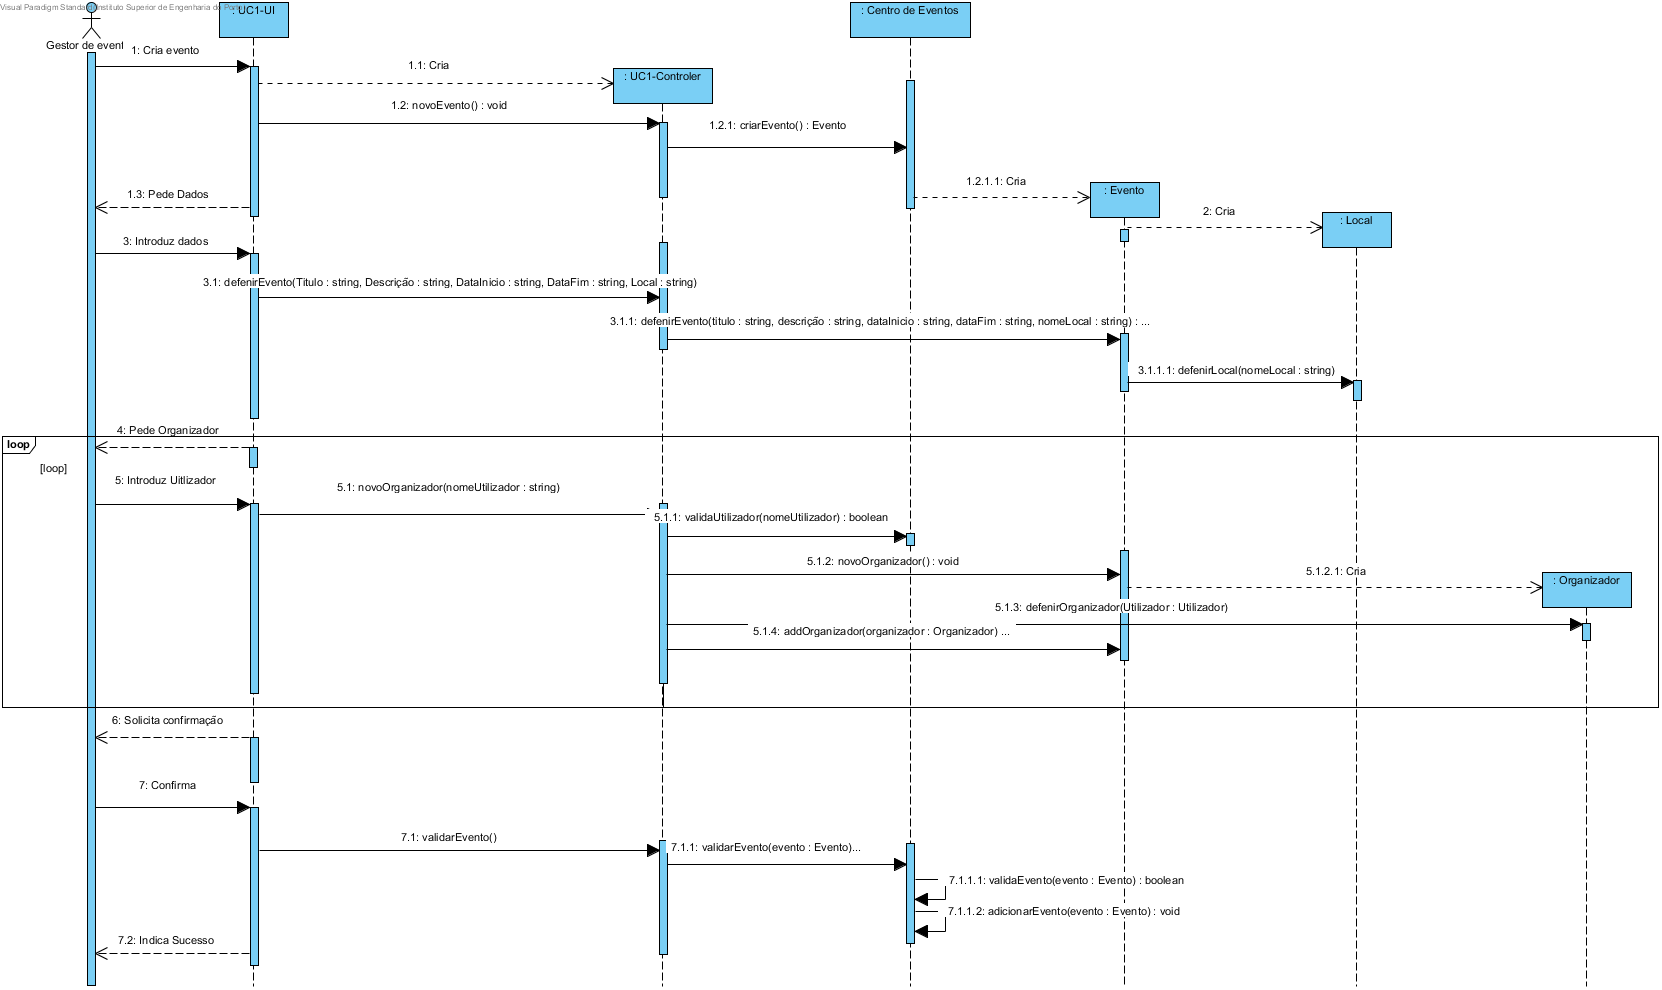 Visual Paradigm Standard(Instituto Superior de Engenharia do Porto)
: UC1-UI
: Centro de Eventos
Gestor de event
1: Cria evento
1.1: Cria
: UC1-Controler
1.2: novoEvento() : void
1.2.1: criarEvento() : Evento
1.3: Pede Dados
1.2.1.1: Cria
: Evento
2: Cria
: Local
3: Introduz dados
3.1: defenirEvento(Titulo : string, Descrição : string, DataInicio : string, DataFim : string, Local : string)
3.1.1: defenirEvento(titulo : string, descrição : string, dataInicio : string, dataFim : string, nomeLocal : string) : ...
3.1.1.1: defenirLocal(nomeLocal : string)
4: Pede Organizador
loop
[loop]
5: Introduz Uitlizador
5.1: novoOrganizador(nomeUtilizador : string)
5.1.1: validaUtilizador(nomeUtilizador) : boolean
5.1.2: novoOrganizador() : void
5.1.2.1: Cria
: Organizador
5.1.3: defenirOrganizador(Utilizador : Utilizador)
5.1.4: addOrganizador(organizador : Organizador) ...
6: Solicita confirmação
7: Confirma
7.1: validarEvento()
7.1.1: validarEvento(evento : Evento)...
7.1.1.1: validaEvento(evento : Evento) : boolean
7.1.1.2: adicionarEvento(evento : Evento) : void
7.2: Indica Sucesso